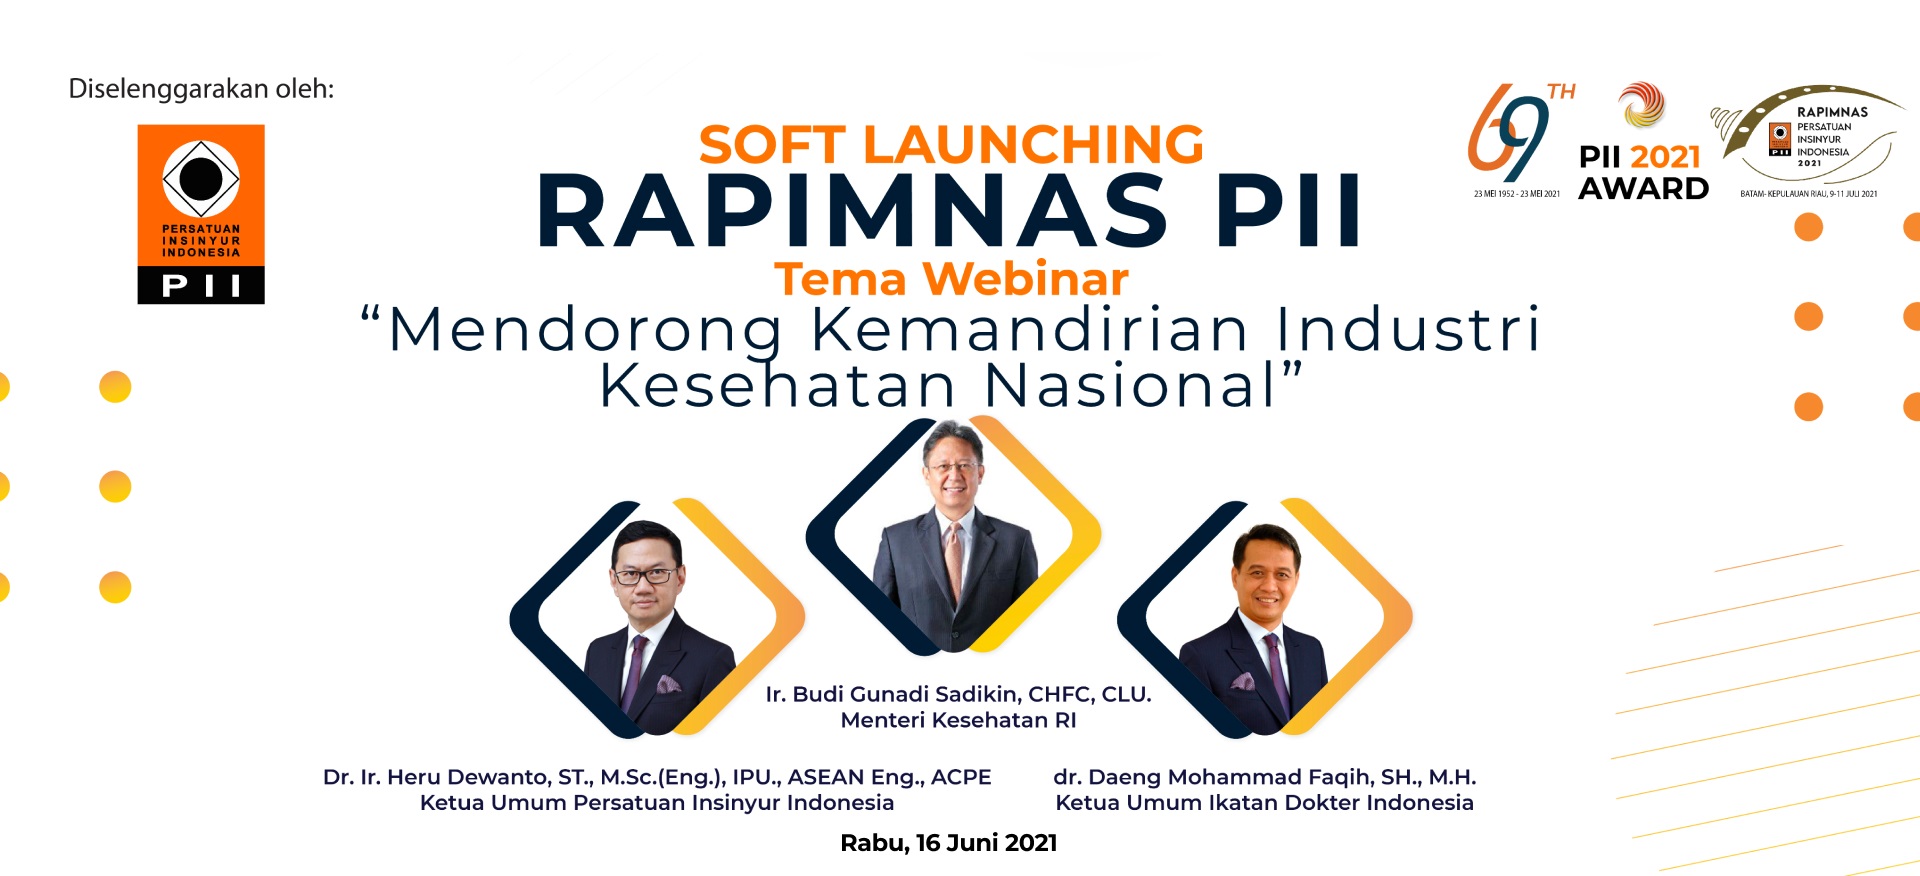 Diselenggarakan oleh:
PERSATUAN
INSINYUR
INDONESIA
PII
SOFT LAUNCHING
RAPIMNAS PII
Tema Webinar
“Mendorong Kemandirian Industri
Kesehatan Nasional”
69TH
23 MEI 1952 - 23 MEI 2021
PII 2021
AWARD
RAPIMNAS
PERSATUAN
INSINYUR
INDONESIA
2021
PII
BATAM- KEPULAUAN RIAU, 9-11 JULI 2021
Ir. Budi Gunadi Sadikin, CHFC, CLU.
Menteri Kesehatan RI
Dr. Ir. Heru Dewanto, ST., M.Sc.(Eng.), IPU., ASEAN Eng., ACPE
Ketua Umum Persatuan Insinyur Indonesia
dr. Daeng Mohammad Faqih, SH., M.H.
Ketua Umum Ikatan Dokter Indonesia
Rabu, 16 Juni 2021